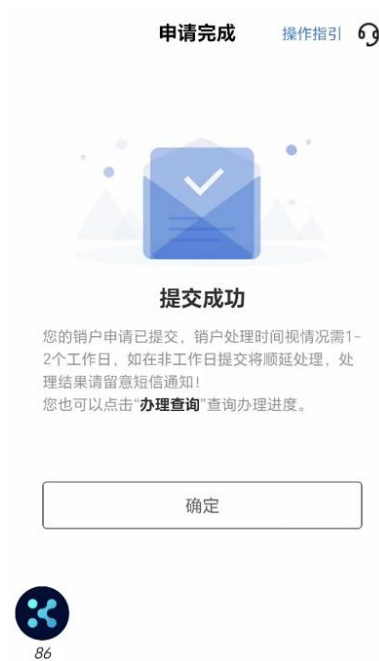 申请完成 操作指引
提交成功
您的销户申请已提交，销户处理时间视情况需1-
2个工作日，如在非工作日提交将顺延处理，处
理结果请留意短信通知！
您也可以点击“办理查询”查询办理进度。
确定
86